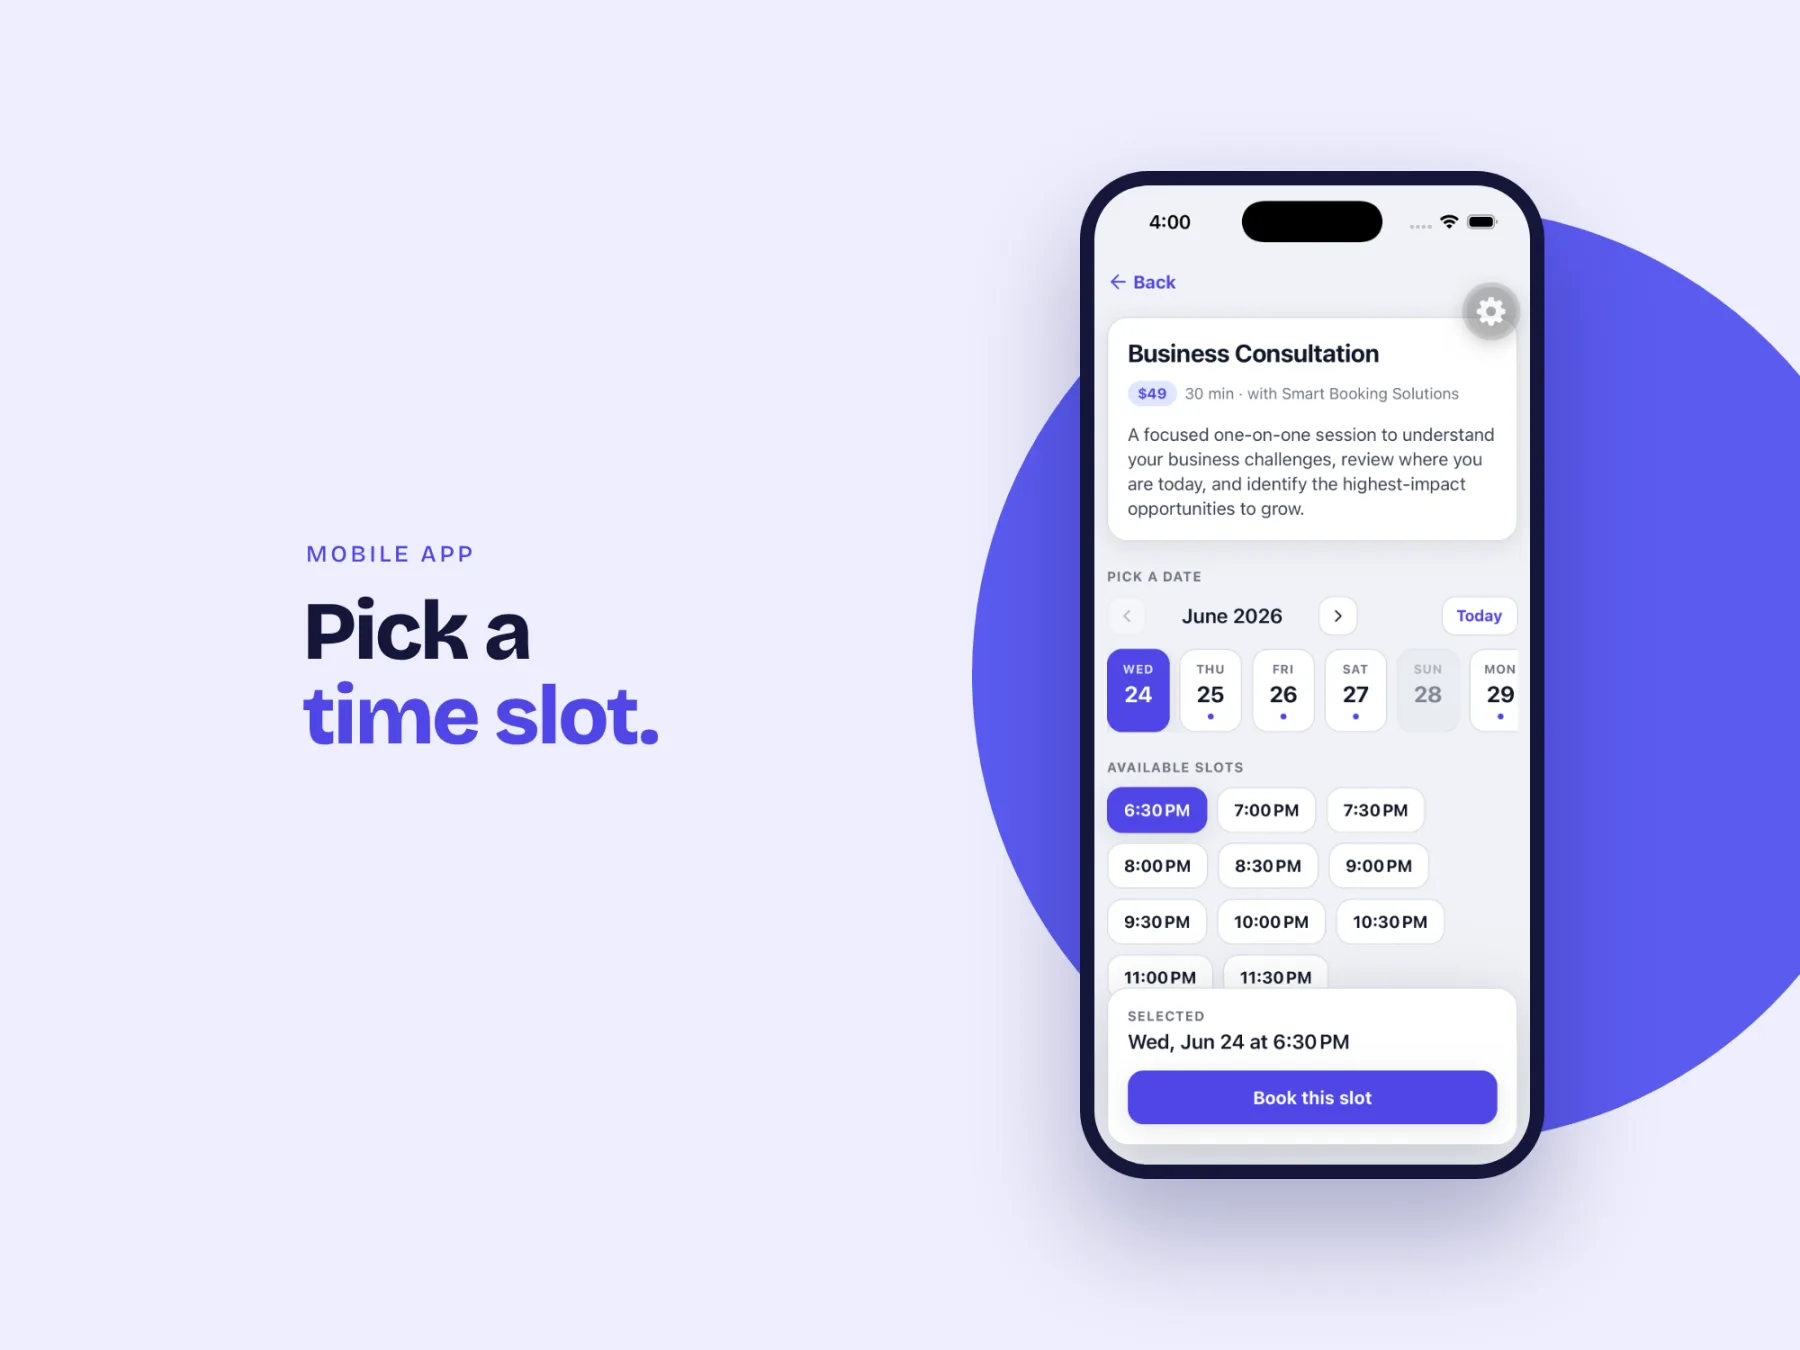 MOBILE APP
Pick a
time slot.
4:00
Back
Business Consultation
$49 30 min · with Smart Booking Solutions
A focused one-on-one session to understand
your business challenges, review where you
are today, and identify the highest-impact
opportunities to grow.
PICK A DATE
June 2026 Today
WED THU FRI SAT SUN MON
24 25 26 27 28 29
AVAILABLE SLOTS
6:30 PM 7:00 PM 7:30 PM
8:00 PM 8:30 PM 9:00 PM
9:30 PM 10:00 PM 10:30 PM
11:00 PM 11:30 PM
SELECTED
Wed, Jun 24 at 6:30 PM
Book this slot